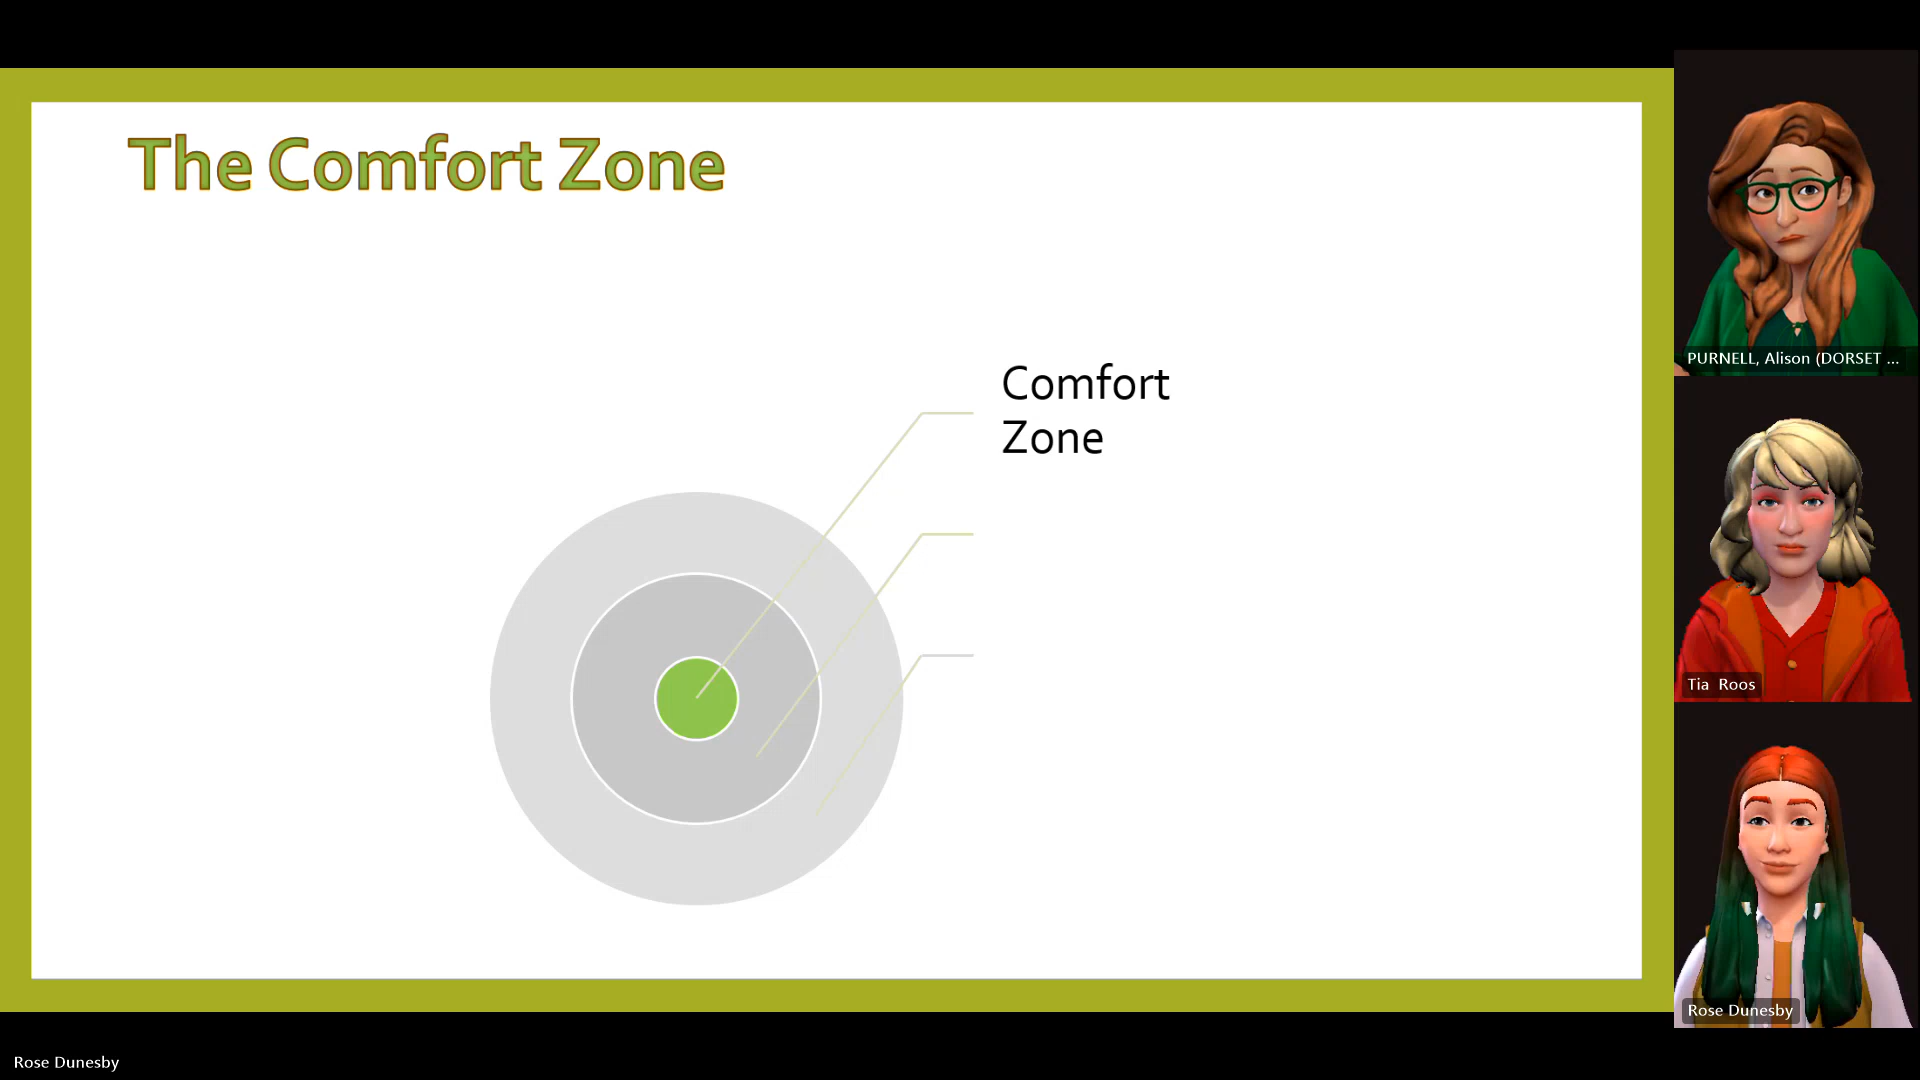 The Comfort Zone
Comfort
Zone
PURNELL, Alison (DORSET ...
Tia Roos
Rose Dunesby
Rose Dunesby